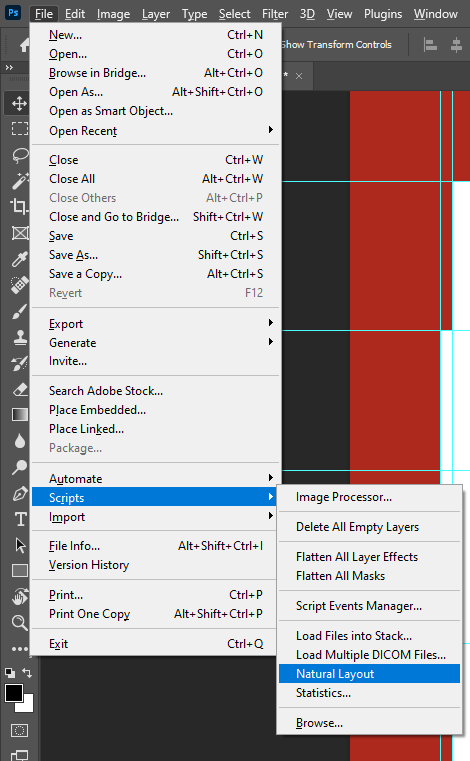 Ps File Edit Image Layer Type Select Filter 3D View Plugins Window
Show Transform Controls
* ×
New... Ctrl+N
Open... Ctrl+O
Browse in Bridge... Alt+Ctrl+O
Open As... Alt+Shift+Ctrl+O
Open as Smart Object...
Open Recent
Close Ctrl+W
Close All Alt+Ctrl+W
Close Others Alt+Ctrl+P
Close and Go to Bridge... Shift+Ctrl+W
Save Ctrl+S
Save As... Shift+Ctrl+S
Save a Copy... Alt+Ctrl+S
Revert F12
Export
Generate
Invite...
Search Adobe Stock...
Place Embedded...
Place Linked...
Package...
Automate
Scripts
Import
File Info... Alt+Shift+Ctrl+I
Version History
Print... Ctrl+P
Print One Copy Alt+Shift+Ctrl+P
Exit Ctrl+Q
Image Processor...
Delete All Empty Layers
Flatten All Layer Effects
Flatten All Masks
Script Events Manager...
Load Files into Stack...
Load Multiple DICOM Files...
Natural Layout
Statistics...
Browse...